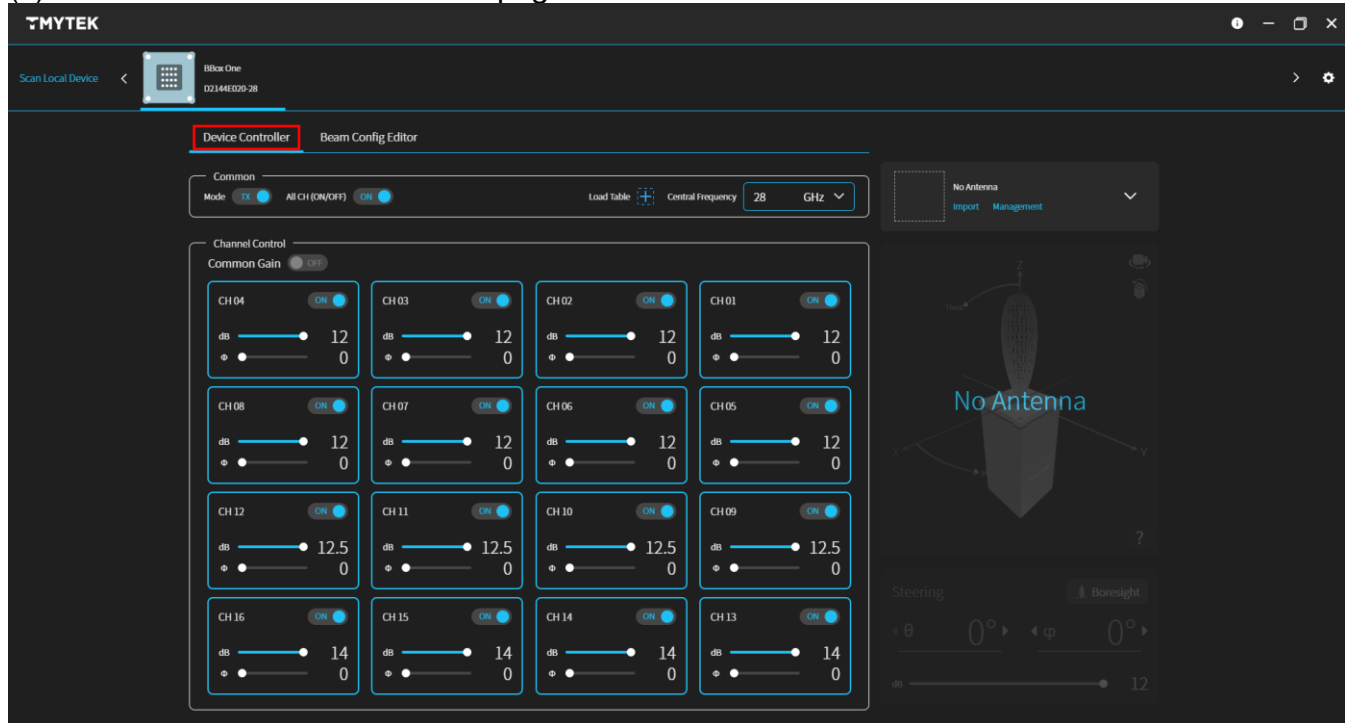 TMYTEK
Scan Local Device
BBox One
D2144E020-28
Device Controller Beam Config Editor
Common
Mode TX All CH (ON/OFF) ON Load Table Central Frequency 28 GHz
No Antenna
Import Management
Channel Control
Common Gain OFF
CH 04 ON CH 03 ON CH 02 ON CH 01 ON
dB 12 dB 12 dB 12 dB 12
Φ 0 Φ 0 Φ 0 Φ 0
CH 08 ON CH 07 ON CH 06 ON CH 05 ON
dB 12 dB 12 dB 12 dB 12
Φ 0 Φ 0 Φ 0 Φ 0
CH 12 ON CH 11 ON CH 10 ON CH 09 ON
dB 12.5 dB 12.5 dB 12.5 dB 12.5
Φ 0 Φ 0 Φ 0 Φ 0
CH 16 ON CH 15 ON CH 14 ON CH 13 ON
dB 14 dB 14 dB 14 dB 14
Φ 0 Φ 0 Φ 0 Φ 0
Z
No Antenna
X Y
?
Steering Boresight
θ 0° φ 0°
dB 12